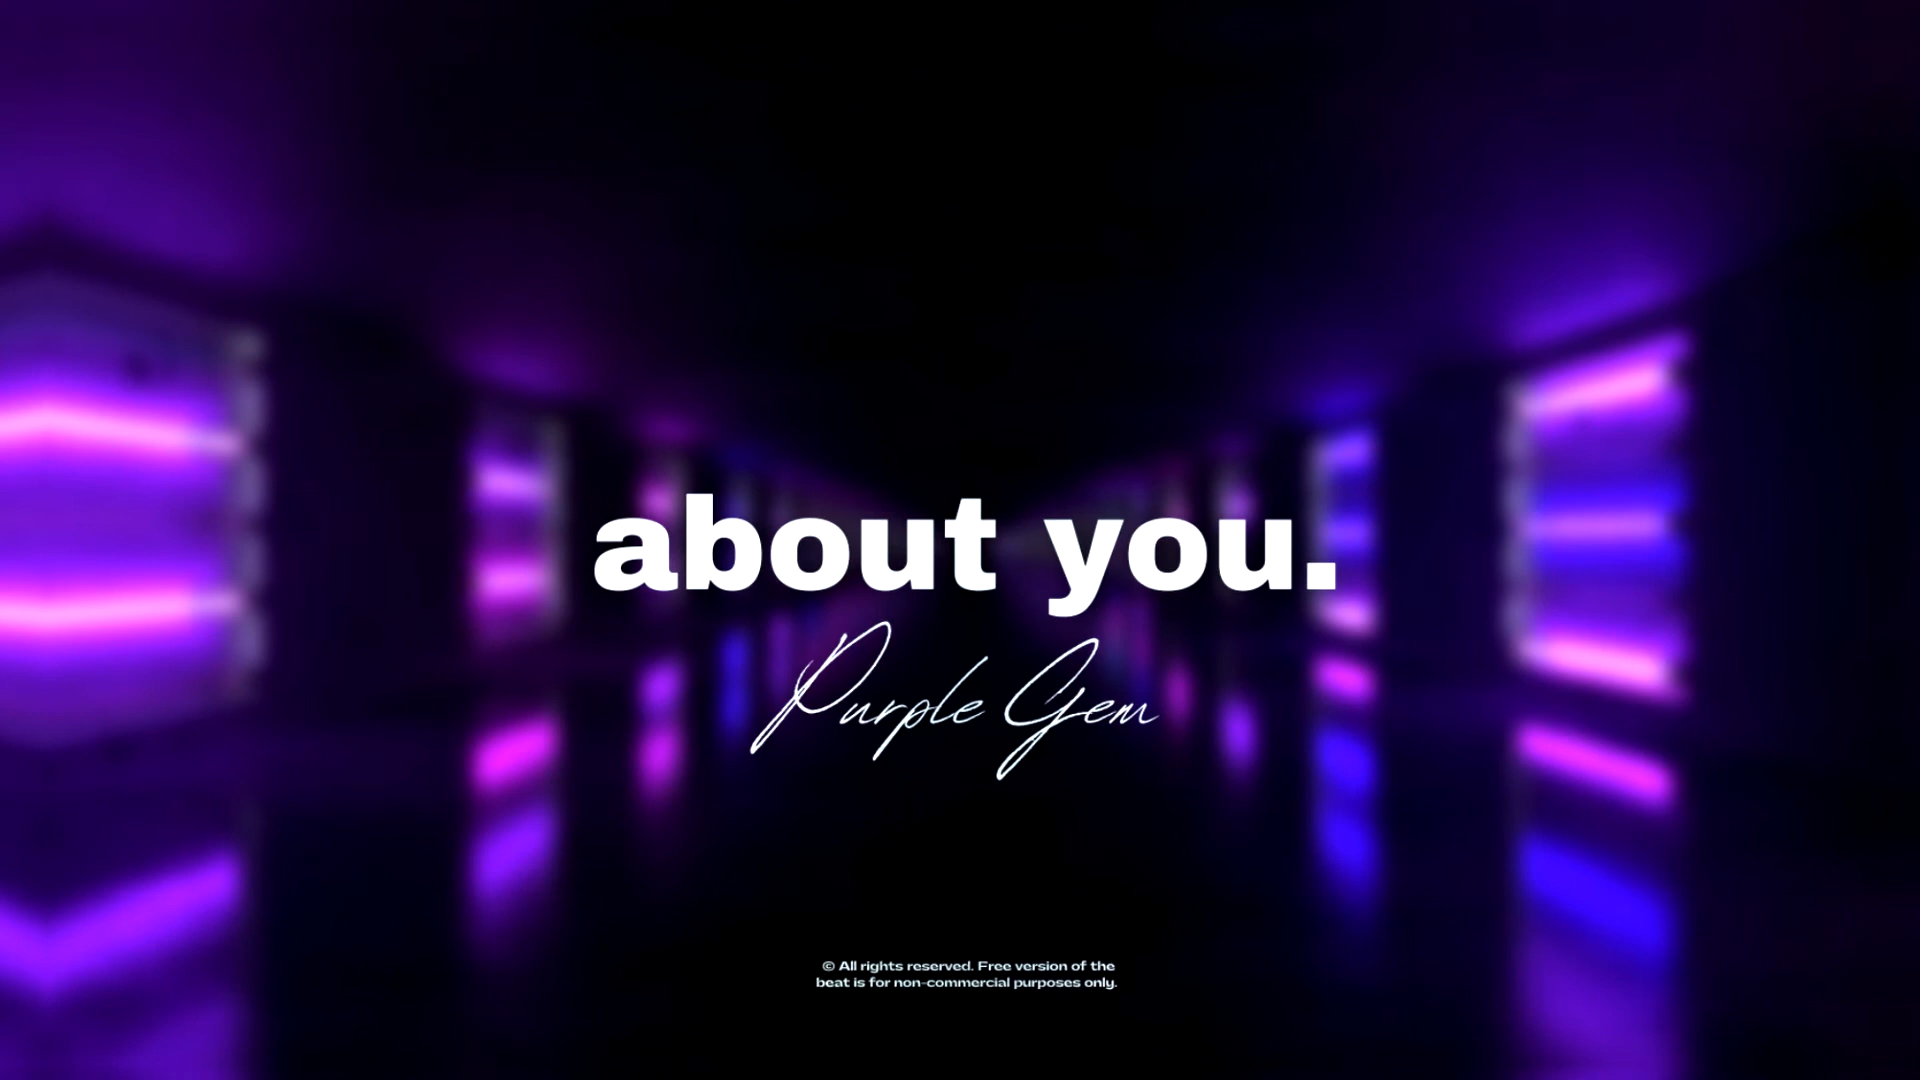 about you.
Purple Gem
© All rights reserved. Free version of the
beat is for non-commercial purposes only.